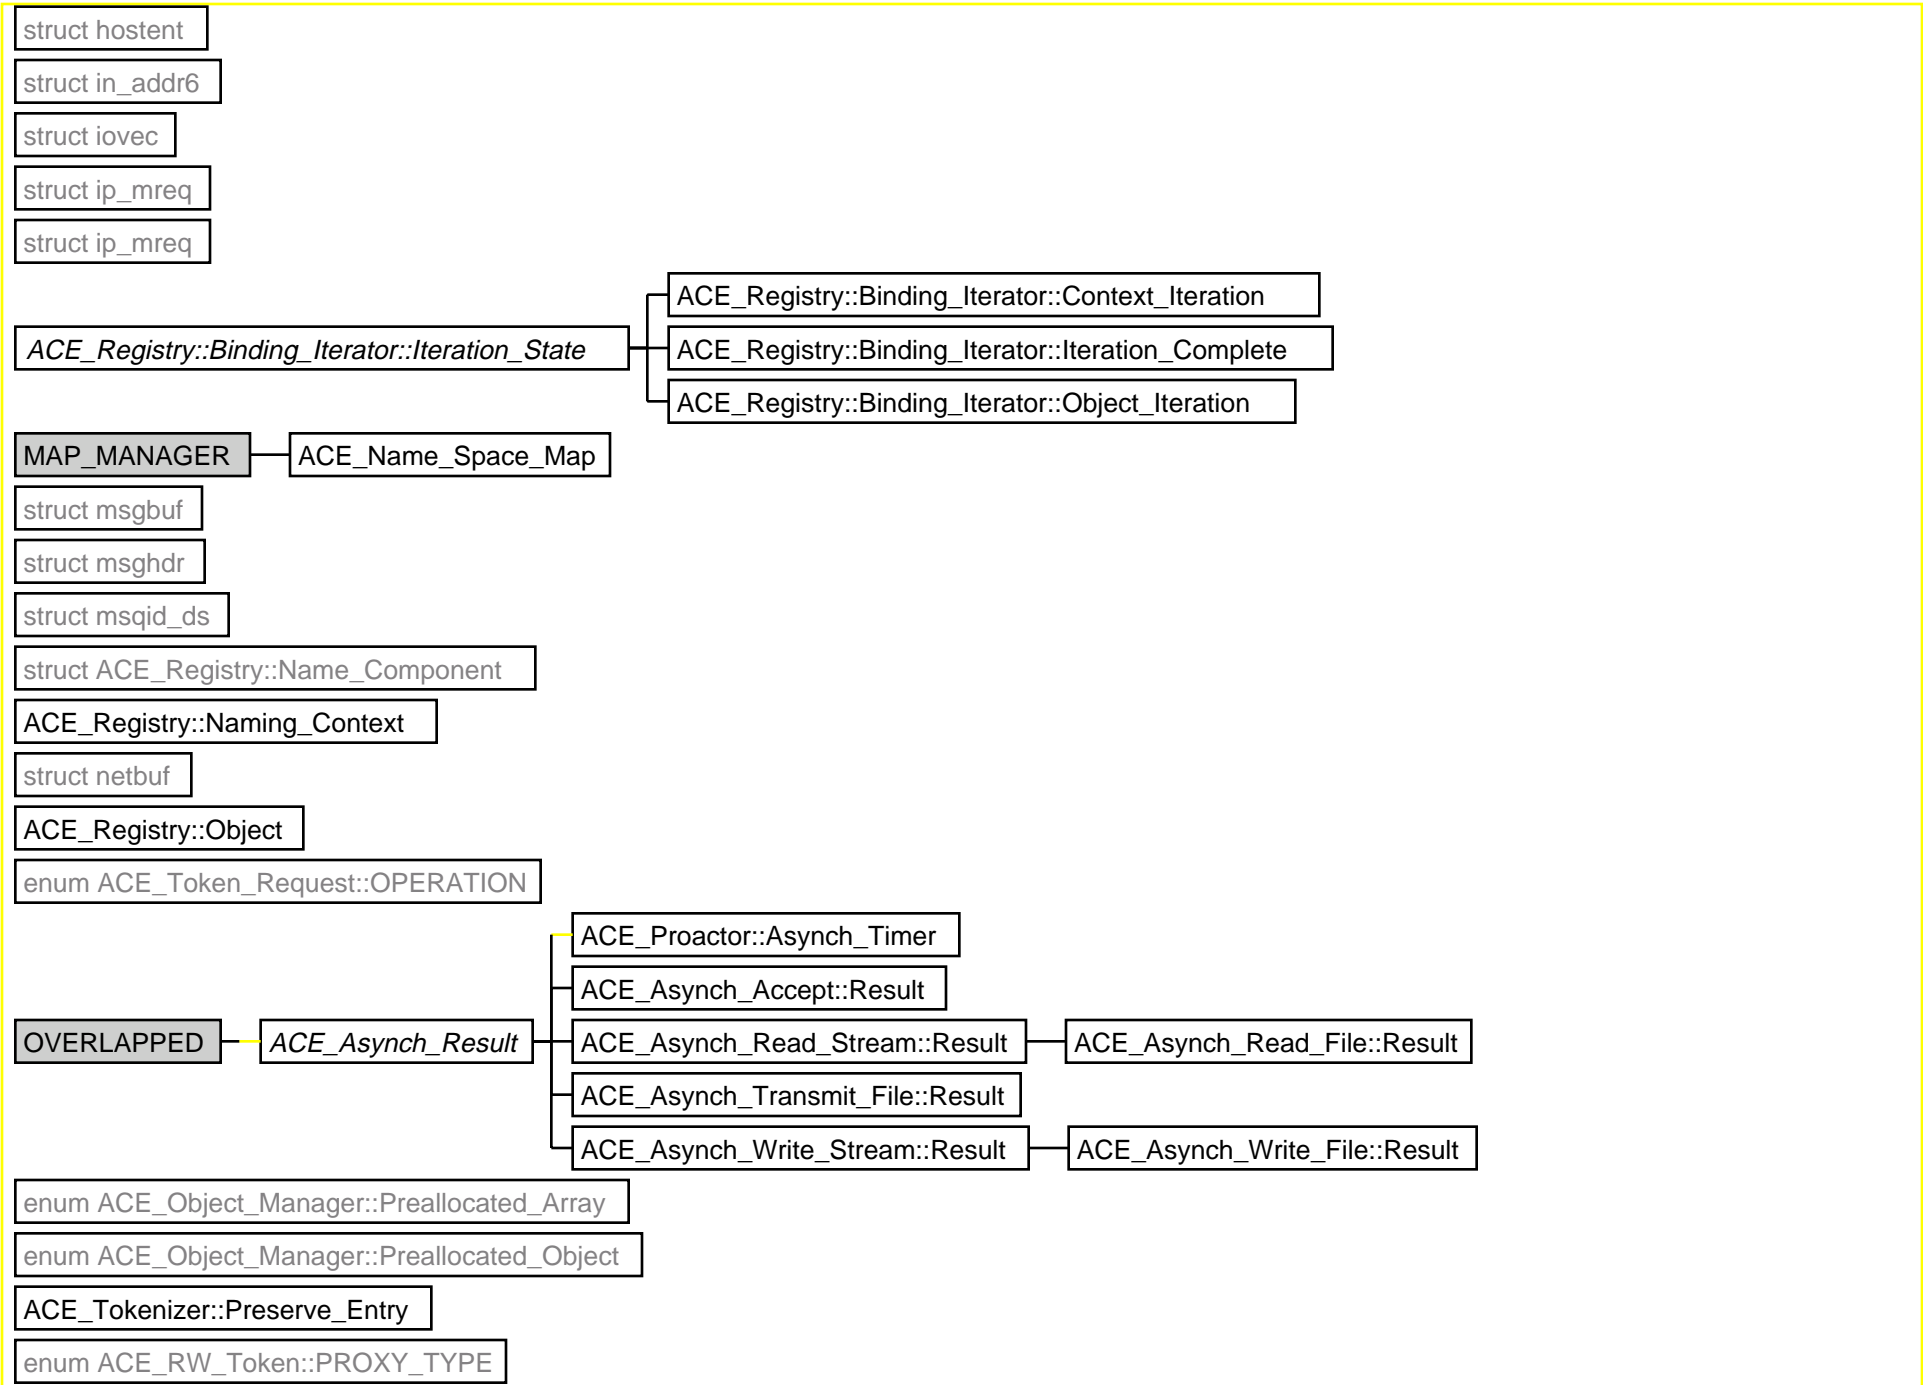 struct hostent
struct in_addr6
struct iovec
struct ip_mreq
struct ip_mreq
ACE_Registry::Binding_Iterator::Context_Iteration
ACE_Registry::Binding_Iterator::Iteration_State
ACE_Registry::Binding_Iterator::Iteration_Complete
ACE_Registry::Binding_Iterator::Object_Iteration
MAP_MANAGER
ACE_Name_Space_Map
struct msgbuf
struct msghdr
struct msqid_ds
struct ACE_Registry::Name_Component
ACE_Registry::Naming_Context
struct netbuf
ACE_Registry::Object
enum ACE_Token_Request::OPERATION
ACE_Proactor::Asynch_Timer
ACE_Asynch_Accept::Result
OVERLAPPED
ACE_Asynch_Result
ACE_Asynch_Read_Stream::Result
ACE_Asynch_Read_File::Result
ACE_Asynch_Transmit_File::Result
ACE_Asynch_Write_Stream::Result
ACE_Asynch_Write_File::Result
enum ACE_Object_Manager::Preallocated_Array
enum ACE_Object_Manager::Preallocated_Object
ACE_Tokenizer::Preserve_Entry
enum ACE_RW_Token::PROXY_TYPE